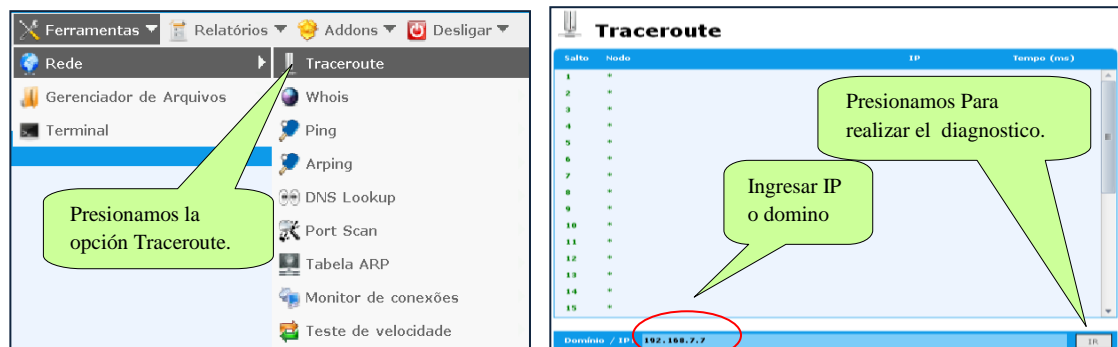 Ferramentas Relatórios Addons Desligar
Rede
Gerenciador de Arquivos
Terminal
Traceroute
Whois
Ping
Arping
DNS Lookup
Port Scan
Tabela ARP
Monitor de conexões
Teste de velocidade
Presionamos la
opción Traceroute.
Traceroute
Salto Nodo IP Tempo (ms)
1 *
2 *
3 *
4 *
5 *
6 *
7 *
8 *
9 *
10 *
11 *
12 *
13 *
14 *
15 *
Presionamos Para
realizar el diagnostico.
Ingresar IP
o domino
Domínio / IP 192.168.7.7
IR